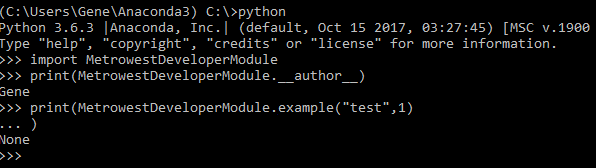 (C:\Users\Gene\Anaconda3) C:\>python
Python 3.6.3 |Anaconda, Inc.| (default, Oct 15 2017, 03:27:45) [MSC v.1900
Type "help", "copyright", "credits" or "license" for more information.
>>> import MetrowestDeveloperModule
>>> print(MetrowestDeveloperModule.__author__)
Gene
>>> print(MetrowestDeveloperModule.example("test",1)
... )
None
>>>